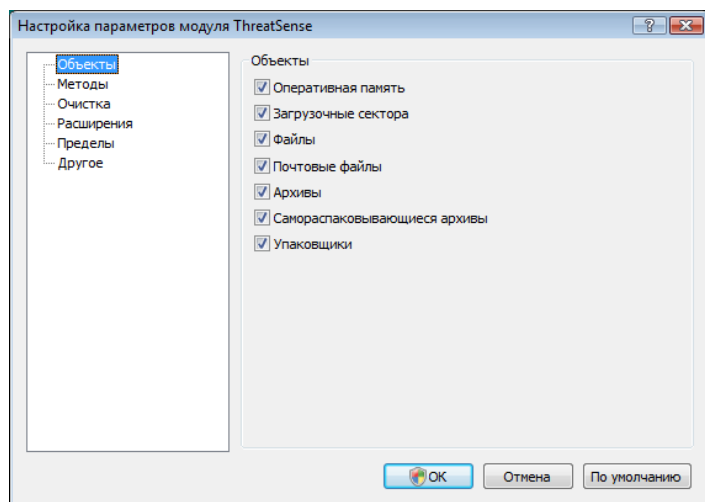 Настройка параметров модуля ThreatSense
Объекты
Методы
Очистка
Расширения
Пределы
Другое
Объекты
Оперативная память
Загрузочные сектора
Файлы
Почтовые файлы
Архивы
Самораспаковывающиеся архивы
Упаковщики
OK
Отмена
По умолчанию